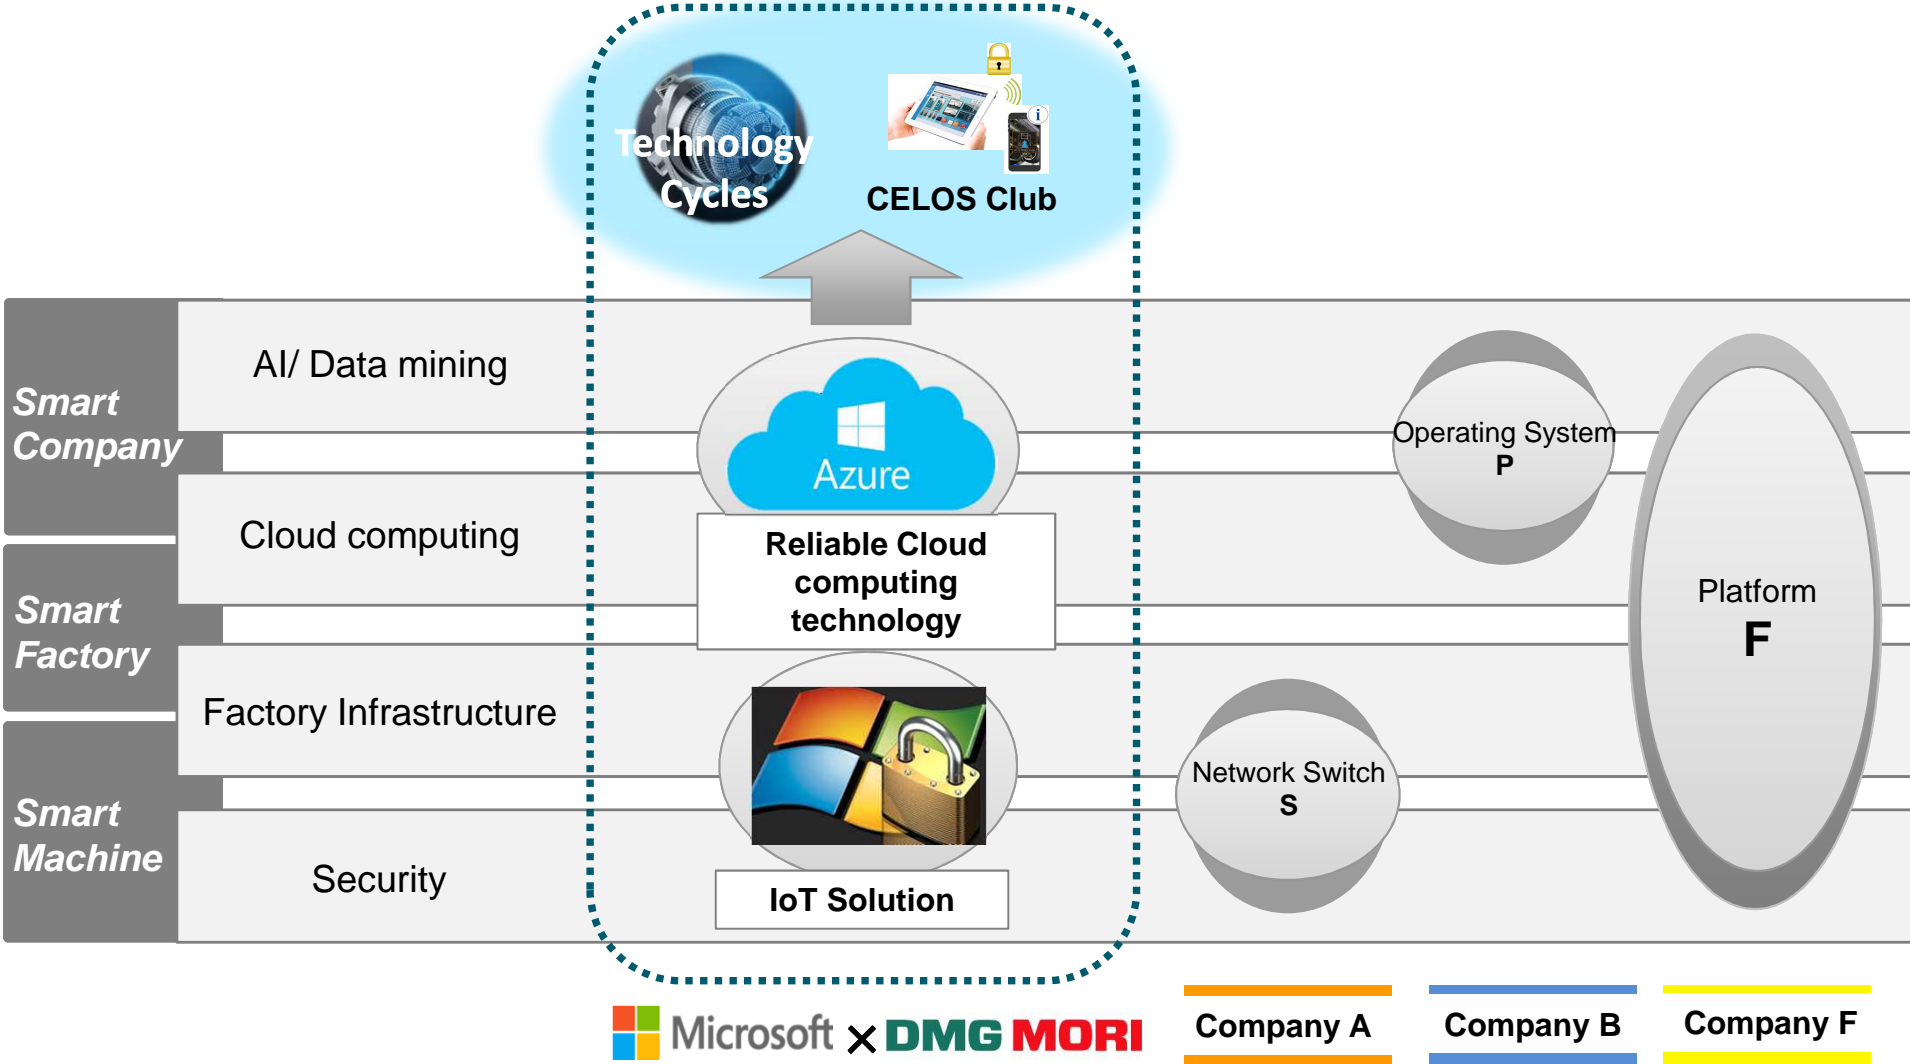 Technology
Cycles
CELOS Club
Smart
Company
Smart
Factory
Smart
Machine
AI/ Data mining
Cloud computing
Factory Infrastructure
Security
Azure
Reliable Cloud
computing
technology
IoT Solution
Operating System
P
Network Switch
S
Platform
F
Microsoft × DMG MORI
Company A
Company B
Company F